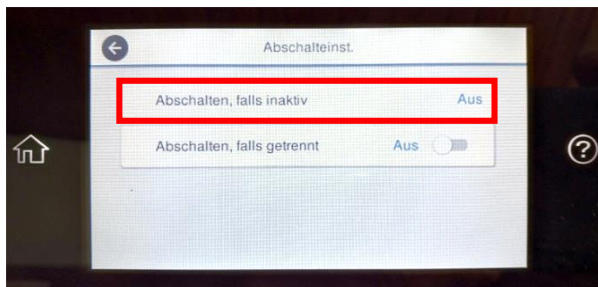 Abschalteinst.
Abschalten, falls inaktiv Aus
Abschalten, falls getrennt Aus